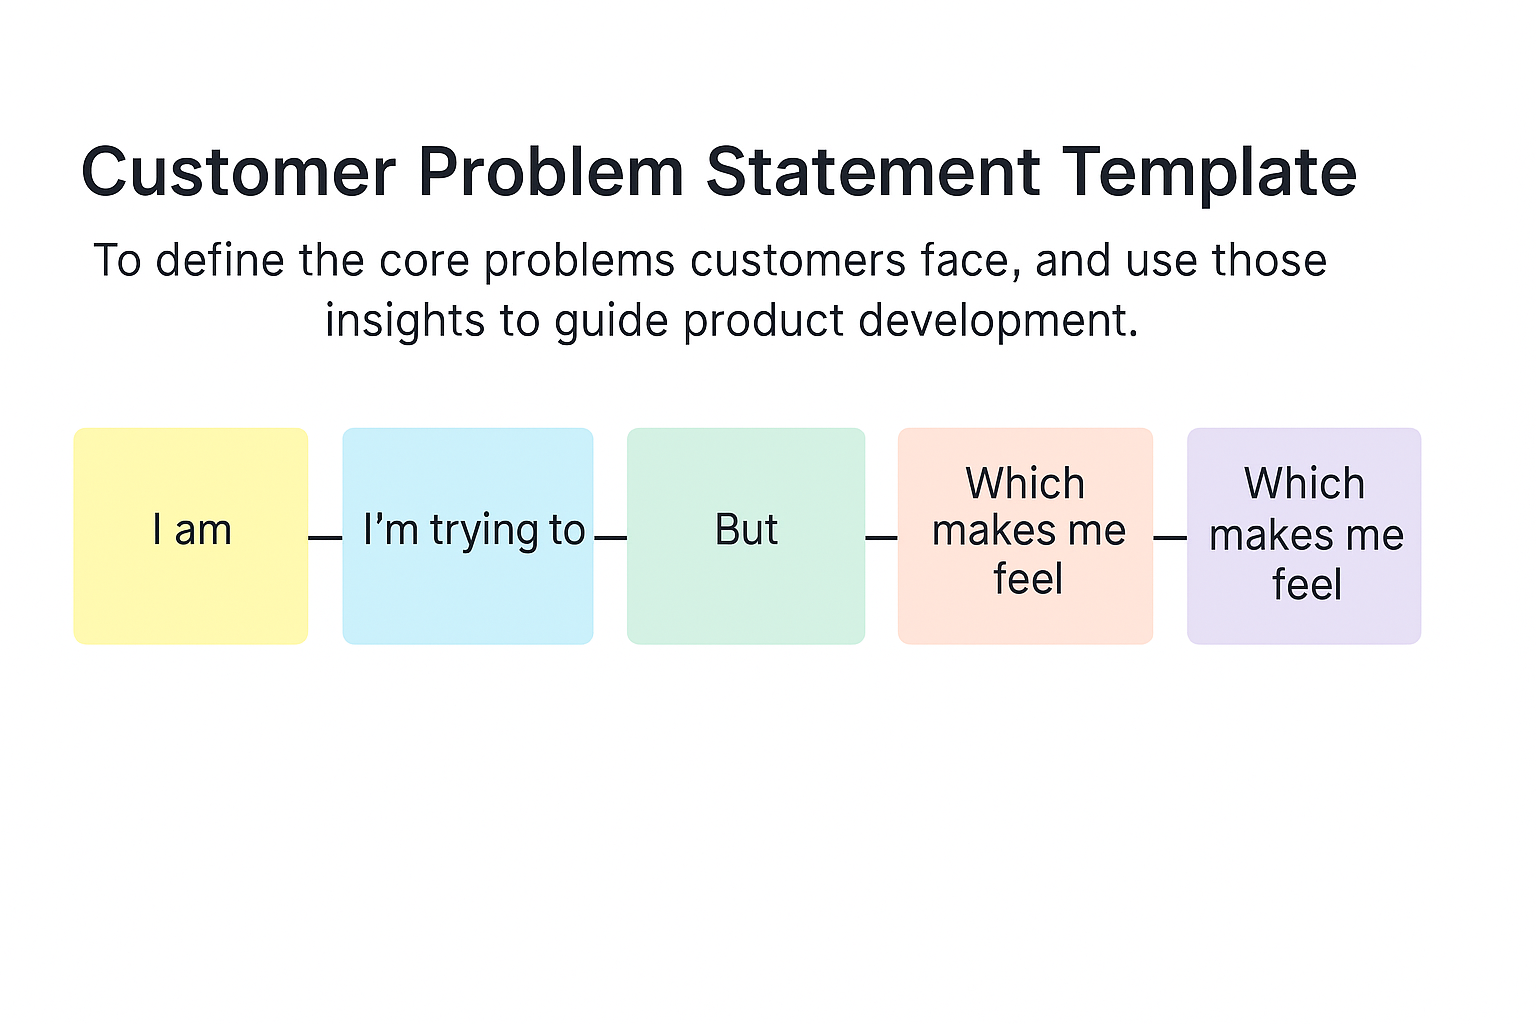 Customer Problem Statement Template
To define the core problems customers face, and use those
insights to guide product development.
I am
I’m trying to
But
Which
makes me
feel
Which
makes me
feel